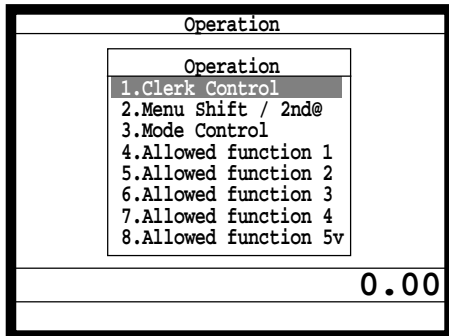 Operation
Operation
1.Clerk Control
2.Menu Shift / 2nd@
3.Mode Control
4.Allowed function 1
5.Allowed function 2
6.Allowed function 3
7.Allowed function 4
8.Allowed function 5v
0.00